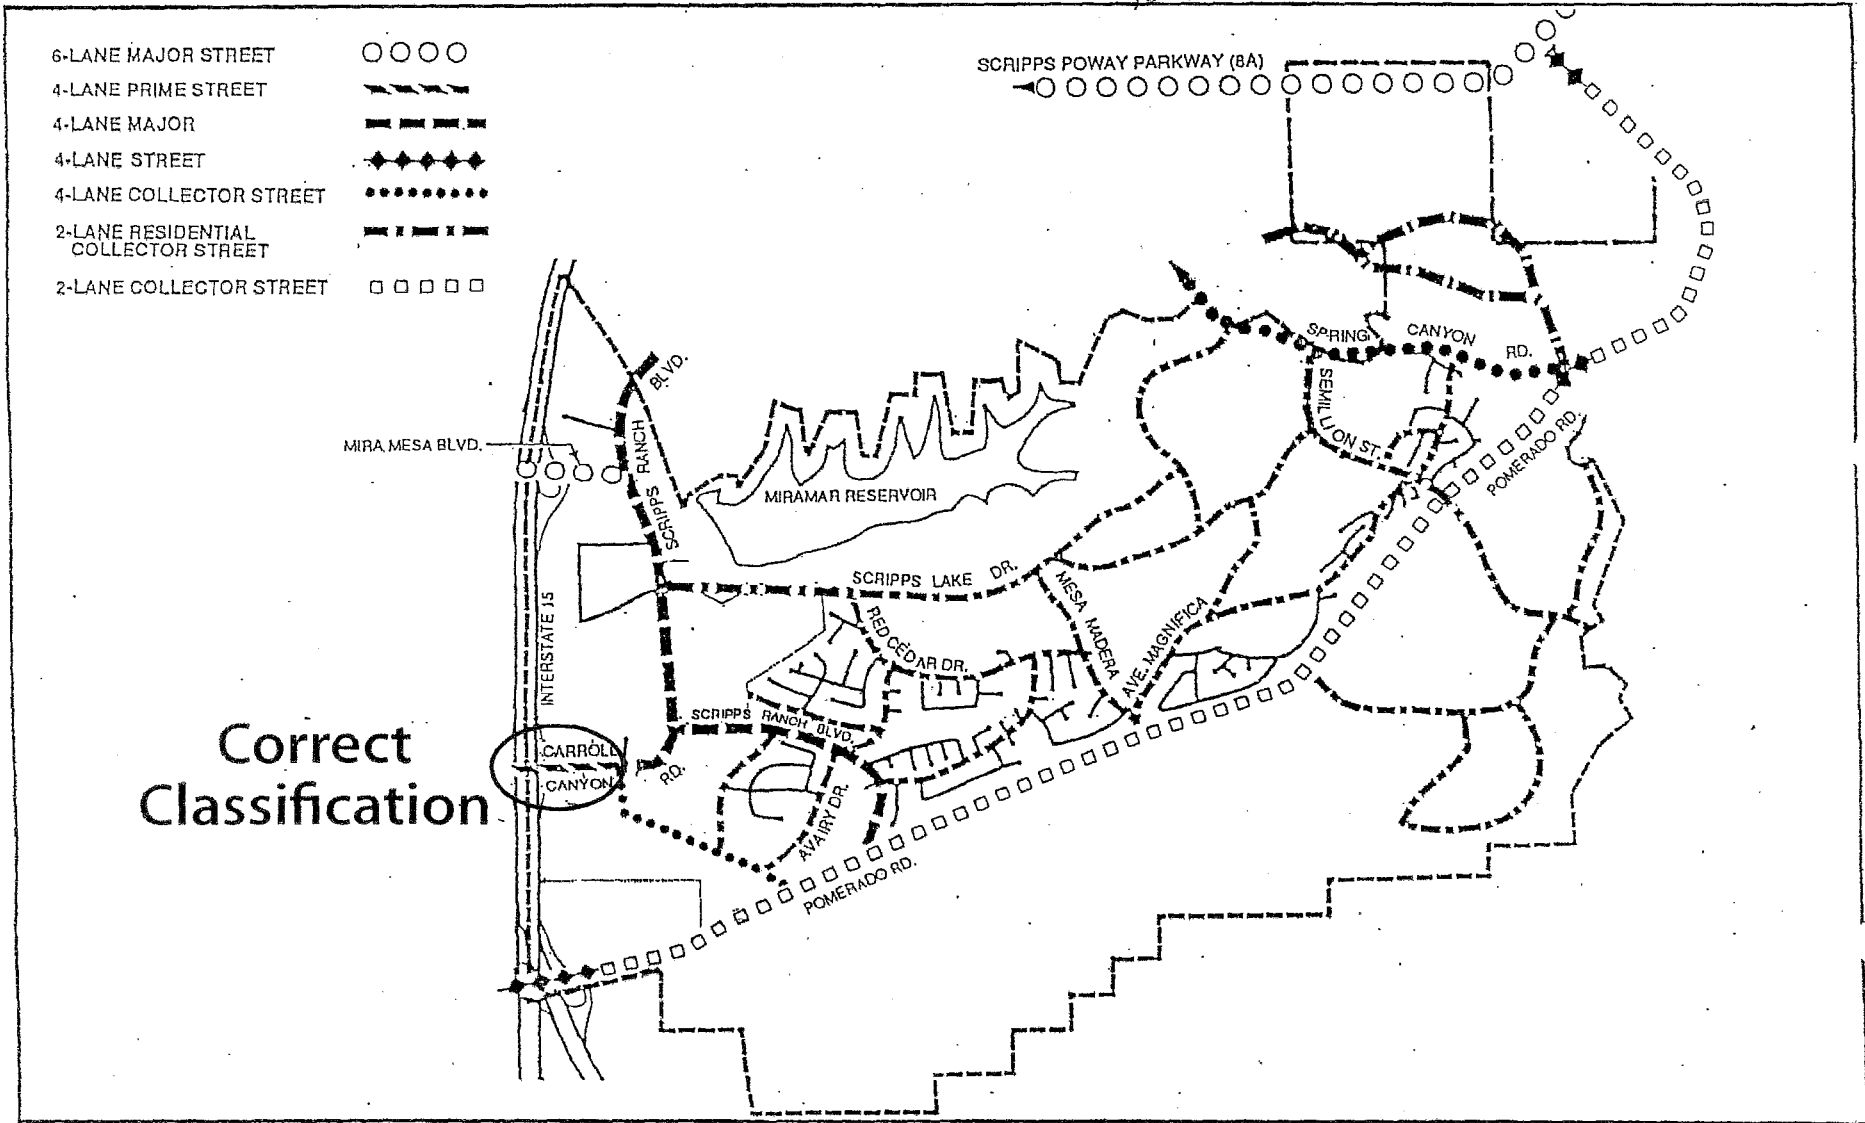 6-LANE MAJOR STREET
4-LANE PRIME STREET
4-LANE MAJOR
4-LANE STREET
4-LANE COLLECTOR STREET
2-LANE RESIDENTIAL
COLLECTOR STREET
2-LANE COLLECTOR STREET
SCRIPPS POWAY PARKWAY (8A)
SPRING CANYON RD.
SEMILLON ST.
POMERADO RD.
BLVD.
SCRIPPS RANCH
MIRA MESA BLVD.
MIRAMAR RESERVOIR
SCRIPPS LAKE DR.
MESA MADERA
AVE. MAGNIFICA
RED CEDAR DR.
INTERSTATE 15
SCRIPPS RANCH BLVD.
CARROLL
CANYON
RD.
AVAIRY DR.
POMERADO RD.
Correct
Classification